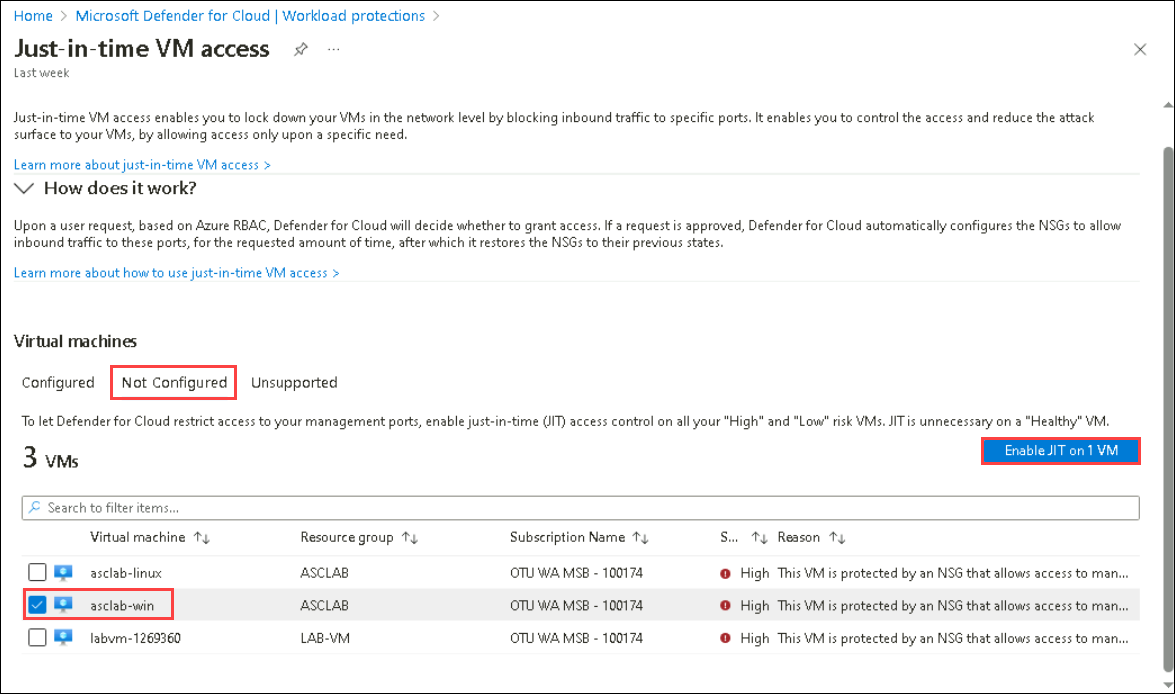 Home > Microsoft Defender for Cloud | Workload protections >
Just-in-time VM access ...
Last week
Just-in-time VM access enables you to lock down your VMs in the network level by blocking inbound traffic to specific ports. It enables you to control the access and reduce the attack
surface to your VMs, by allowing access only upon a specific need.
Learn more about just-in-time VM access >
How does it work?
Upon a user request, based on Azure RBAC, Defender for Cloud will decide whether to grant access. If a request is approved, Defender for Cloud automatically configures the NSGs to allow
inbound traffic to these ports, for the requested amount of time, after which it restores the NSGs to their previous states.
Learn more about how to use just-in-time VM access >
Virtual machines
Configured Not Configured Unsupported
To let Defender for Cloud restrict access to your management ports, enable just-in-time (JIT) access control on all your "High" and "Low" risk VMs. JIT is unnecessary on a "Healthy" VM.
3 VMs
Enable JIT on 1 VM
Search to filter items...
Virtual machine ↑↓ Resource group ↑↓ Subscription Name ↑↓ S... ↑↓ Reason ↑↓
asclab-linux ASCLAB OTU WA MSB - 100174 High This VM is protected by an NSG that allows access to man...
asclab-win ASCLAB OTU WA MSB - 100174 High This VM is protected by an NSG that allows access to man...
labvm-1269360 LAB-VM OTU WA MSB - 100174 High This VM is protected by an NSG that allows access to man...